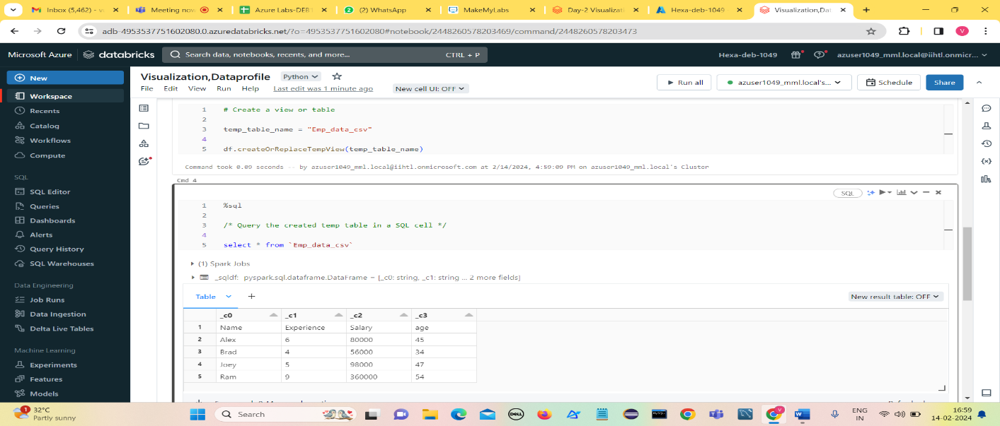 Inbox (5,462) - v
Meeting now
Azure Labs-DEB
(2) WhatsApp
MakeMyLabs
Day-2 Visualizati
Hexa-deb-1049
Visualization,Dat
adb-4953537751602080.0.azuredatabricks.net/?o=4953537751602080#notebook/2448260578203469/command/2448260578203473
V
Microsoft Azure databricks Search data, notebooks, recents, and more... CTRL + P Hexa-deb-1049 azuser1049_mml.local@iihtl.onmicr...
New
Workspace
Recents
Catalog
Workflows
Compute
SQL
SQL Editor
Queries
Dashboards
Alerts
Query History
SQL Warehouses
Data Engineering
Job Runs
Data Ingestion
Delta Live Tables
Machine Learning
Experiments
Features
Models
Visualization,Dataprofile Python
File Edit View Run Help Last edit was 1 minute ago New cell UI: OFF
Run all azuser1049_mml.local's... Schedule Share
1 # Create a view or table
2
3 temp_table_name = "Emp_data_csv"
4
5 df.createOrReplaceTempView(temp_table_name)
Command took 0.09 seconds -- by azuser1049_mml.local@iihtl.onmicrosoft.com at 2/14/2024, 4:59:09 PM on azuser1049_mml.local's Cluster
Cmd 4
SQL
1 %sql
2
3 /* Query the created temp table in a SQL cell */
4
5 select * from `Emp_data_csv`
(1) Spark Jobs
_sqldf: pyspark.sql.dataframe.DataFrame = [_c0: string, _c1: string ... 2 more fields]
Table + New result table: OFF
_c0 _c1 _c2 _c3
1 Name Experience Salary age
2 Alex 6 80000 45
3 Brad 4 56000 34
4 Joey 5 98000 47
5 Ram 9 360000 54
1 32°C
Partly sunny
Search
DELL
ENG
IN
16:59
14-02-2024